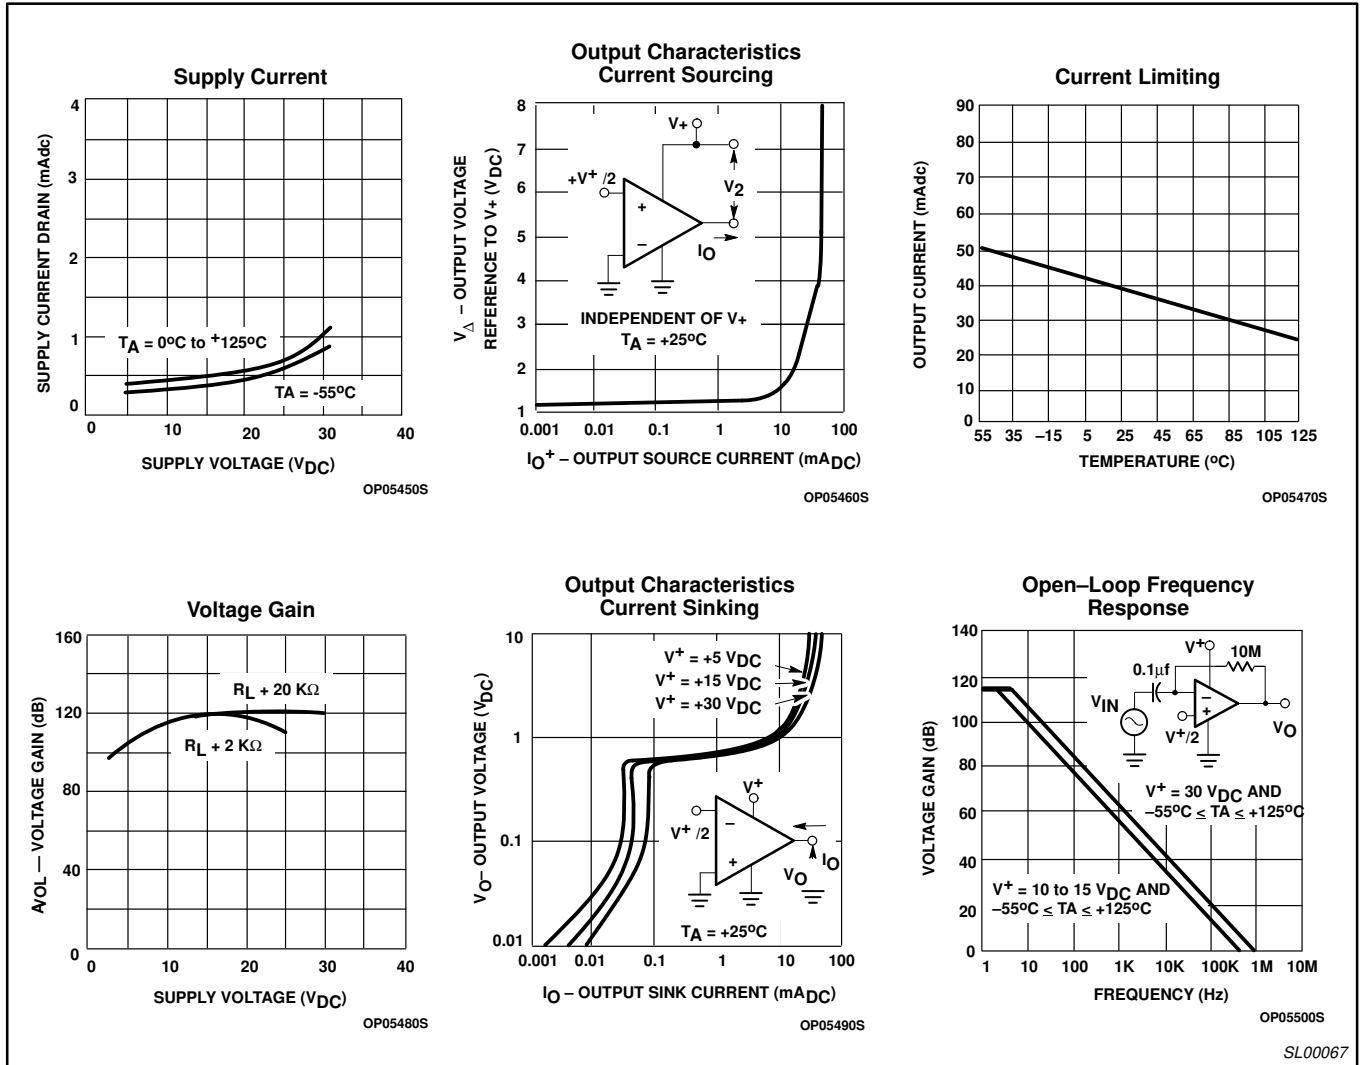 Supply Current
4
3
2
1
0
SUPPLY CURRENT DRAIN (mAdc)
TA = 0ºC to +125ºC
TA = -55ºC
0 10 20 30 40
SUPPLY VOLTAGE (VDC)
OP05450S
Output Characteristics
Current Sourcing
8
7
6
5
4
3
2
1
V∆ – OUTPUT VOLTAGE
REFERENCE TO V+ (VDC)
V+
+V+ /2
V2
+
–
IO
INDEPENDENT OF V+
TA = +25ºC
0.001 0.01 0.1 1 10 100
IO+ – OUTPUT SOURCE CURRENT (mADC)
OP05460S
Current Limiting
90
80
70
60
50
40
30
20
10
0
OUTPUT CURRENT (mAdc)
55 35 –15 5 25 45 65 85 105 125
TEMPERATURE (ºC)
OP05470S
Voltage Gain
160
120
80
40
0
AVOL — VOLTAGE GAIN (dB)
RL + 20 KΩ
RL + 2 KΩ
0 10 20 30 40
SUPPLY VOLTAGE (VDC)
OP05480S
Output Characteristics
Current Sinking
10
1
0.1
0.01
VO– OUTPUT VOLTAGE (VDC)
V+ = +5 VDC
V+ = +15 VDC
V+ = +30 VDC
V+
V+ /2
–
+
IO
VO
TA = +25ºC
0.001 0.01 0.1 1 10 100
IO – OUTPUT SINK CURRENT (mADC)
OP05490S
Open–Loop Frequency
Response
140
120
100
80
60
40
20
0
VOLTAGE GAIN (dB)
V+
10M
0.1µf
VIN
–
+
V+/2
VO
V+ = 30 VDC AND
–55ºC ≤ TA ≤ +125ºC
V+ = 10 to 15 VDC AND
–55ºC ≤ TA ≤ +125ºC
1 10 100 1K 10K 100K 1M 10M
FREQUENCY (Hz)
OP05500S
SL00067